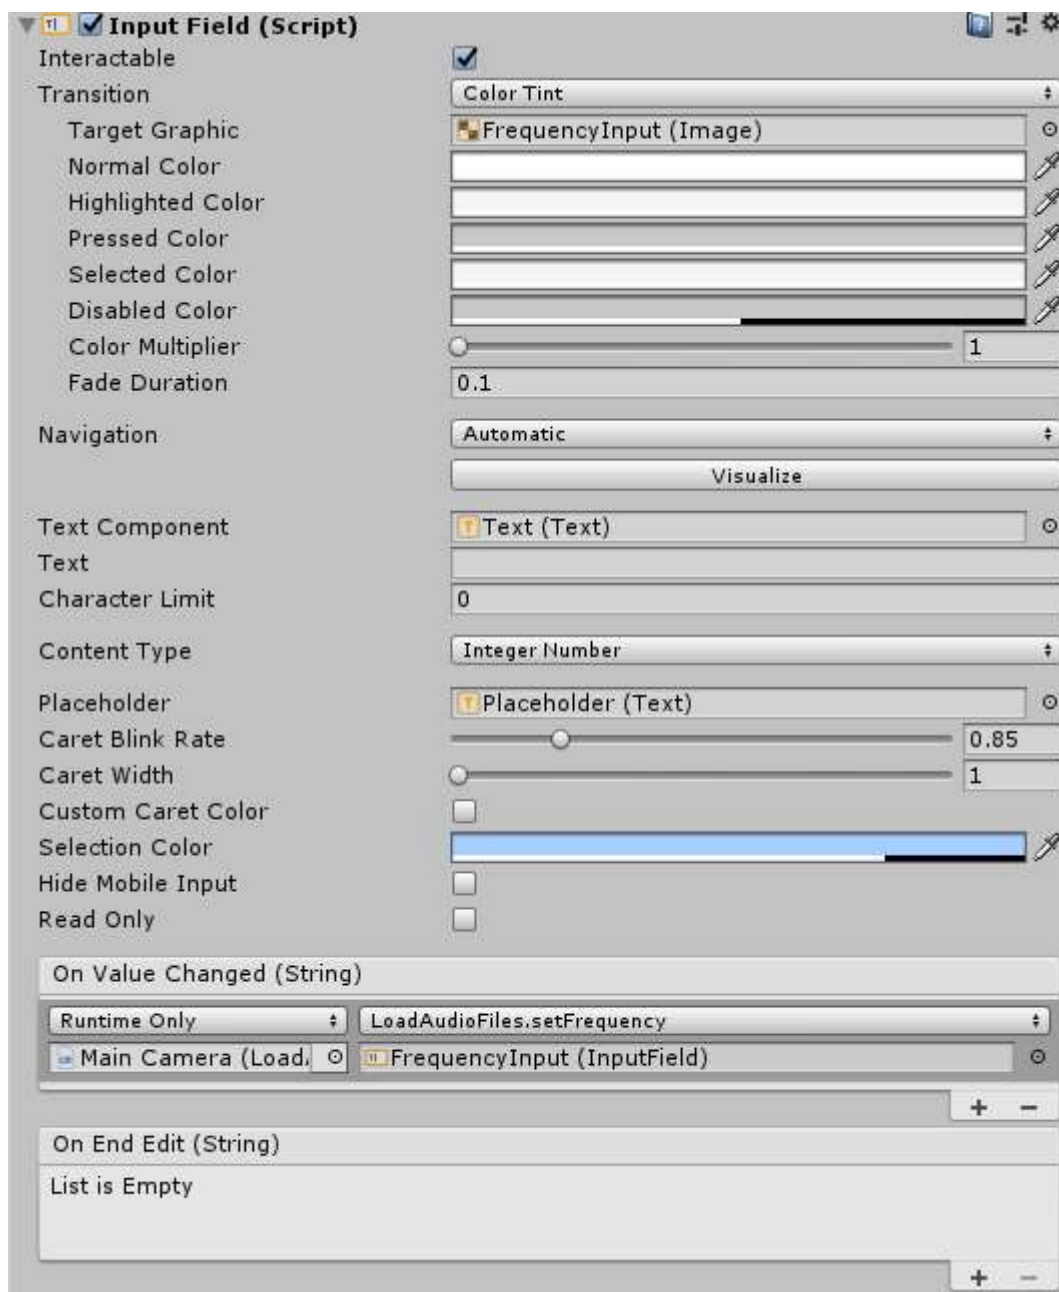 Input Field (Script)
Interactable
Transition Color Tint
Target Graphic FrequencyInput (Image)
Normal Color
Highlighted Color
Pressed Color
Selected Color
Disabled Color
Color Multiplier 1
Fade Duration 0.1
Navigation Automatic
Visualize
Text Component Text (Text)
Text
Character Limit 0
Content Type Integer Number
Placeholder Placeholder (Text)
Caret Blink Rate 0.85
Caret Width 1
Custom Caret Color
Selection Color
Hide Mobile Input
Read Only
On Value Changed (String)
Runtime Only LoadAudioFiles.setFrequency
Main Camera (Load FrequencyInput (InputField)
+ −
On End Edit (String)
List is Empty
+ −